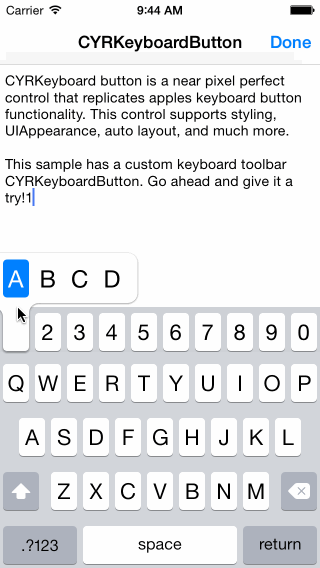 Carrier 9:44 AM
CYRKeyboardButton Done
CYRKeyboard button is a near pixel perfect
control that replicates apples keyboard button
functionality. This control supports styling,
UIAppearance, auto layout, and much more.
This sample has a custom keyboard toolbar
CYRKeyboardButton. Go ahead and give it a
try!1
A B C D
2 3 4 5 6 7 8 9 0
Q W E R T Y U I O P
A S D F G H J K L
Z X C V B N M
.?123 space return